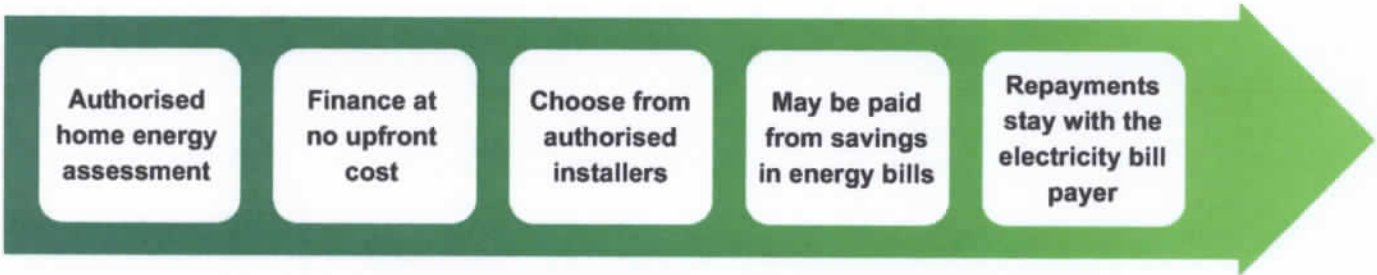 Authorised
home energy
assessment
Finance at
no upfront
cost
Choose from
authorised
installers
May be paid
from savings
in energy bills
Repayments
stay with the
electricity bill
payer